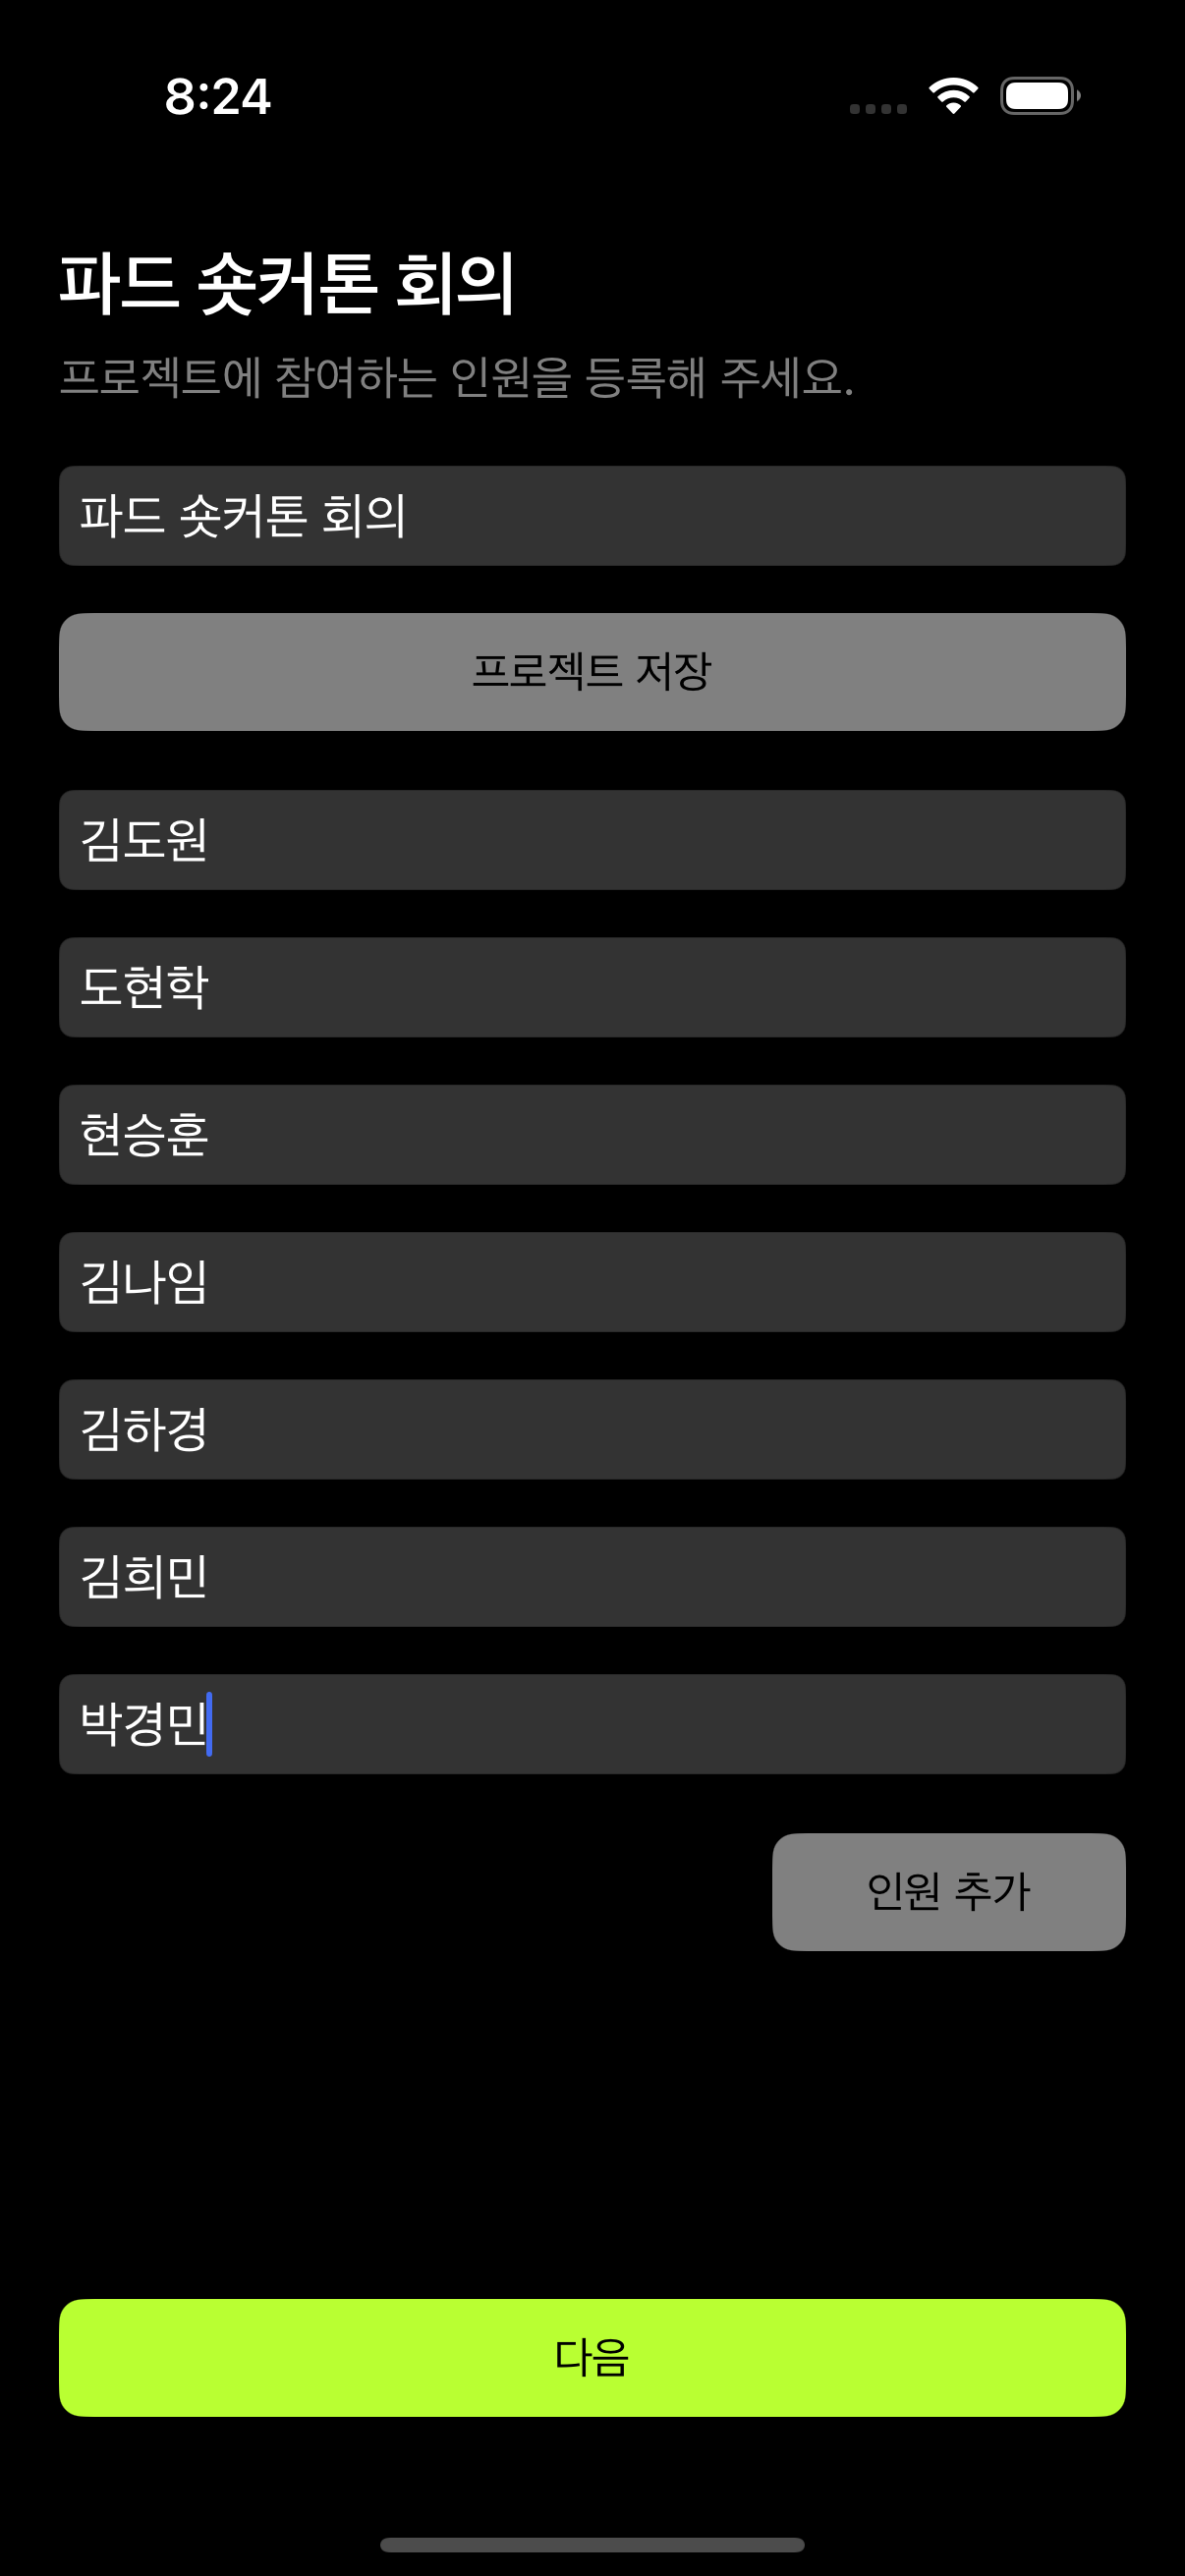 8:24
파드 숏커톤 회의
프로젝트에 참여하는 인원을 등록해 주세요.
파드 숏커톤 회의
프로젝트 저장
김도원
도현학
현승훈
김나임
김하경
김희민
박경민
인원 추가
다음